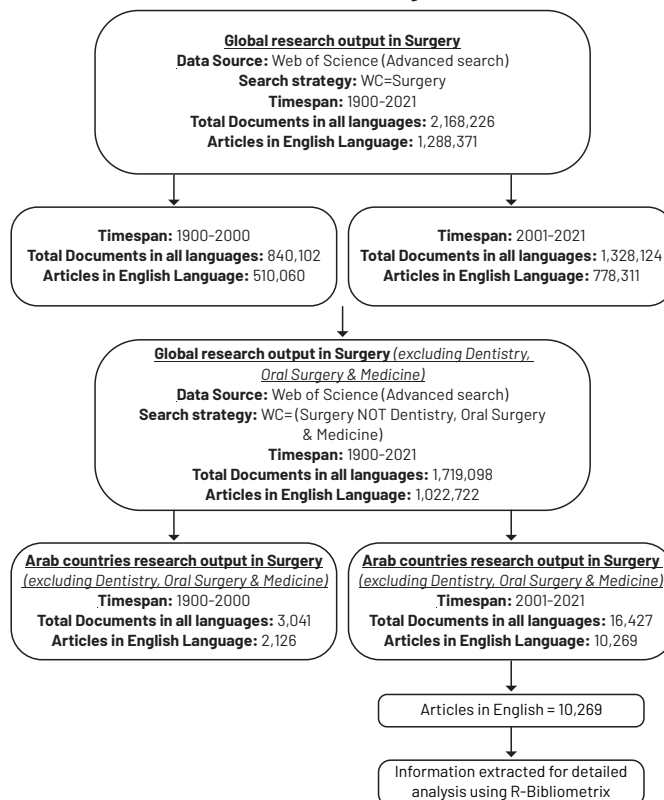 Global research output in Surgery
Data Source: Web of Science (Advanced search)
Search strategy: WC=Surgery
Timespan: 1900-2021
Total Documents in all languages: 2,168,226
Articles in English Language: 1,288,371
Timespan: 1900-2000
Total Documents in all languages: 840,102
Articles in English Language: 510,060
Timespan: 2001-2021
Total Documents in all languages: 1,328,124
Articles in English Language: 778,311
Global research output in Surgery (excluding Dentistry,
Oral Surgery & Medicine)
Data Source: Web of Science (Advanced search)
Search strategy: WC= (Surgery NOT Dentistry, Oral Surgery
& Medicine)
Timespan: 1900-2021
Total Documents in all languages: 1,719,098
Articles in English Language: 1,022,722
Arab countries research output in Surgery
(excluding Dentistry, Oral Surgery & Medicine)
Timespan: 1900-2000
Total Documents in all languages: 3,041
Articles in English Language: 2,126
Arab countries research output in Surgery
(excluding Dentistry, Oral Surgery & Medicine)
Timespan: 2001-2021
Total Documents in all languages: 16,427
Articles in English Language: 10,269
Articles in English = 10,269
Information extracted for detailed
analysis using R-Bibliometrix